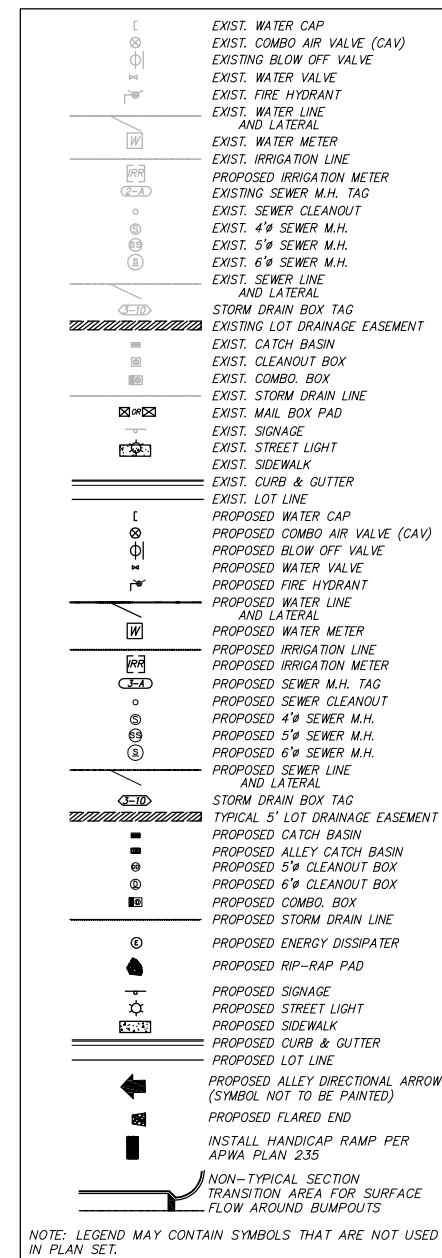 [ EXIST. WATER CAP
EXIST. COMBO AIR VALVE (CAV)
EXISTING BLOW OFF VALVE
EXIST. WATER VALVE
EXIST. FIRE HYDRANT
EXIST. WATER LINE
AND LATERAL
W EXIST. WATER METER
EXIST. IRRIGATION LINE
IRR PROPOSED IRRIGATION METER
2-A EXISTING SEWER M.H. TAG
EXIST. SEWER CLEANOUT
S EXIST. 4'ø SEWER M.H.
SS EXIST. 5'ø SEWER M.H.
S EXIST. 6'ø SEWER M.H.
EXIST. SEWER LINE
AND LATERAL
3-10 STORM DRAIN BOX TAG
EXISTING LOT DRAINAGE EASEMENT
EXIST. CATCH BASIN
EXIST. CLEANOUT BOX
EXIST. COMBO. BOX
EXIST. STORM DRAIN LINE
OR EXIST. MAIL BOX PAD
EXIST. SIGNAGE
EXIST. STREET LIGHT
EXIST. SIDEWALK
EXIST. CURB & GUTTER
EXIST. LOT LINE
[ PROPOSED WATER CAP
PROPOSED COMBO AIR VALVE (CAV)
PROPOSED BLOW OFF VALVE
PROPOSED WATER VALVE
PROPOSED FIRE HYDRANT
PROPOSED WATER LINE
AND LATERAL
W PROPOSED WATER METER
PROPOSED IRRIGATION LINE
IRR PROPOSED IRRIGATION METER
3-A PROPOSED SEWER M.H. TAG
PROPOSED SEWER CLEANOUT
S PROPOSED 4'ø SEWER M.H.
SS PROPOSED 5'ø SEWER M.H.
S PROPOSED 6'ø SEWER M.H.
PROPOSED SEWER LINE
AND LATERAL
3-10 STORM DRAIN BOX TAG
TYPICAL 5' LOT DRAINAGE EASEMENT
PROPOSED CATCH BASIN
PROPOSED ALLEY CATCH BASIN
PROPOSED 5'ø CLEANOUT BOX
D PROPOSED 6'ø CLEANOUT BOX
PROPOSED COMBO. BOX
PROPOSED STORM DRAIN LINE
E PROPOSED ENERGY DISSIPATER
PROPOSED RIP-RAP PAD
PROPOSED SIGNAGE
PROPOSED STREET LIGHT
PROPOSED SIDEWALK
PROPOSED CURB & GUTTER
PROPOSED LOT LINE
PROPOSED ALLEY DIRECTIONAL ARROW
(SYMBOL NOT TO BE PAINTED)
PROPOSED FLARED END
INSTALL HANDICAP RAMP PER
APWA PLAN 235
NON-TYPICAL SECTION
TRANSITION AREA FOR SURFACE
FLOW AROUND BUMPOUTS
NOTE: LEGEND MAY CONTAIN SYMBOLS THAT ARE NOT USED
IN PLAN SET.